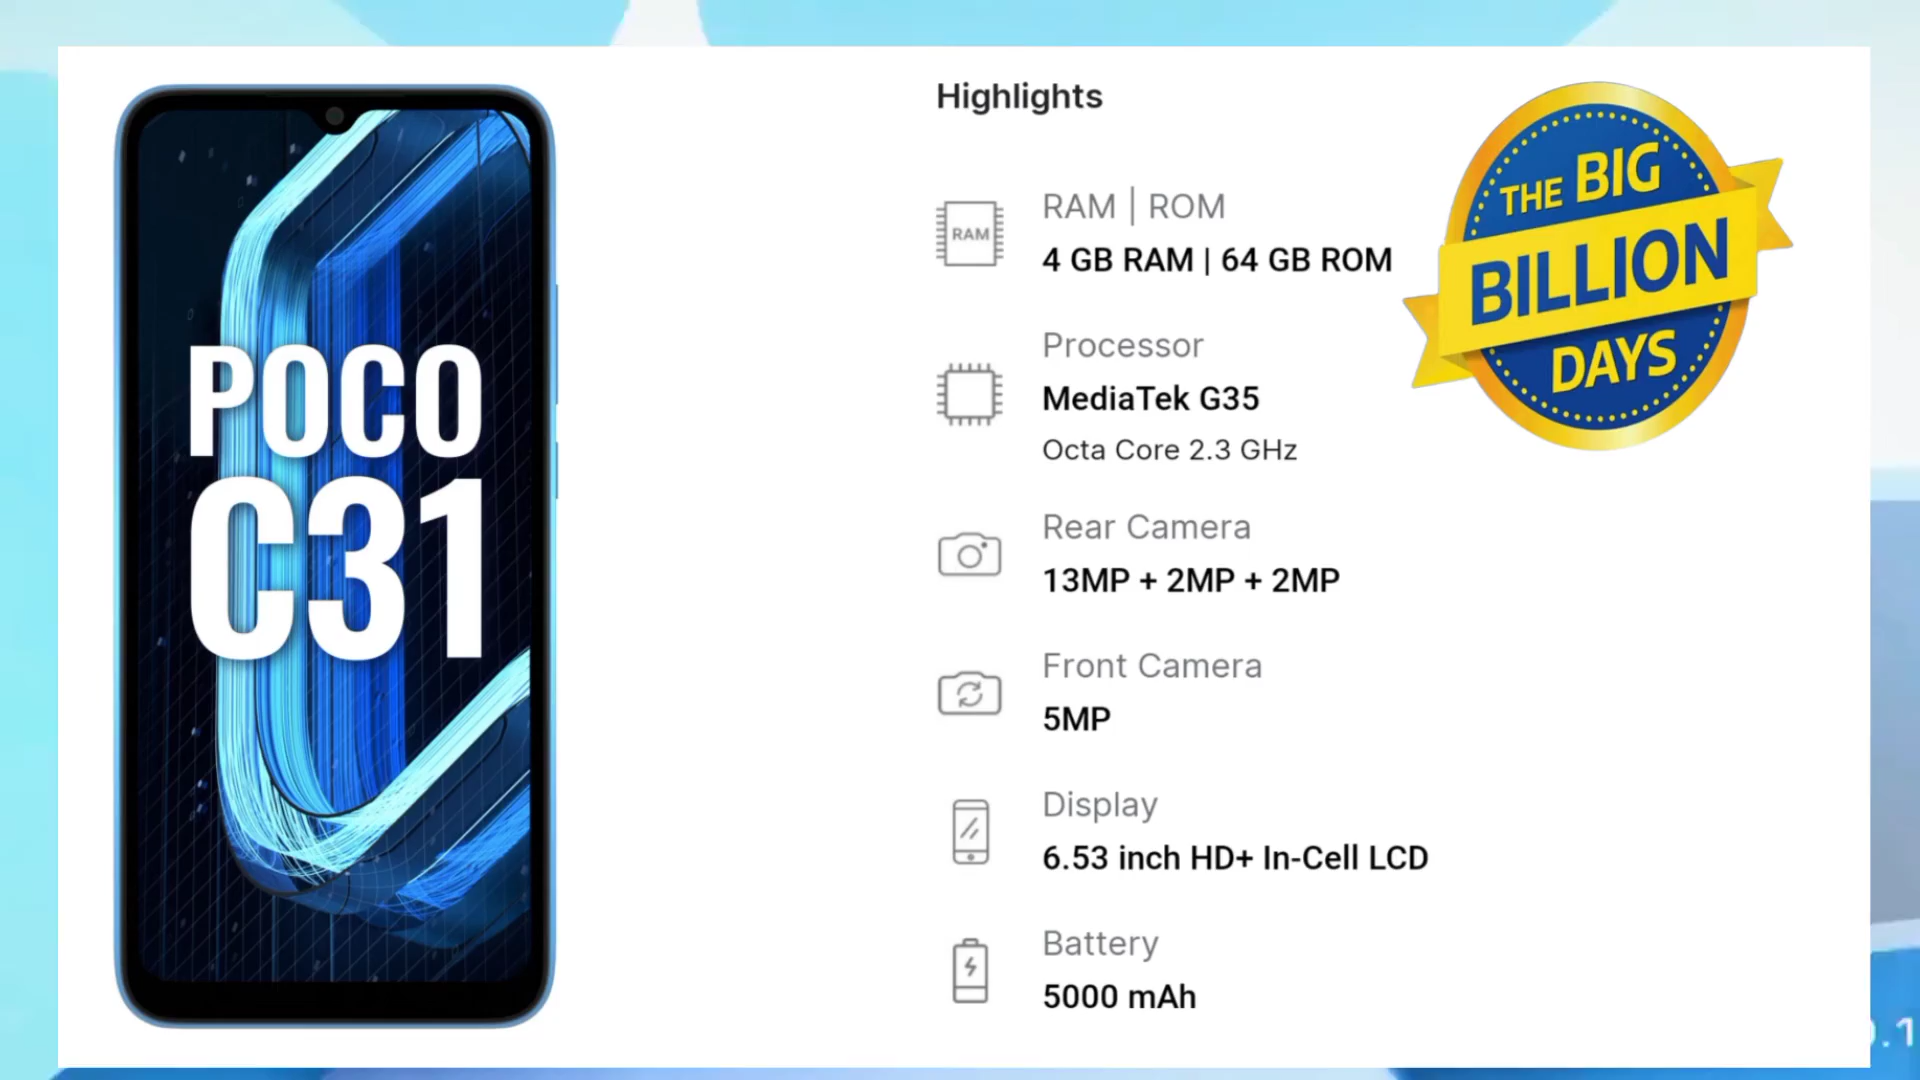 POCO
C31
Highlights
RAM
RAM | ROM
4 GB RAM | 64 GB ROM
Processor
MediaTek G35
Octa Core 2.3 GHz
Rear Camera
13MP + 2MP + 2MP
Front Camera
5MP
Display
6.53 inch HD+ In-Cell LCD
Battery
5000 mAh
THE BIG
BILLION
DAYS
.1